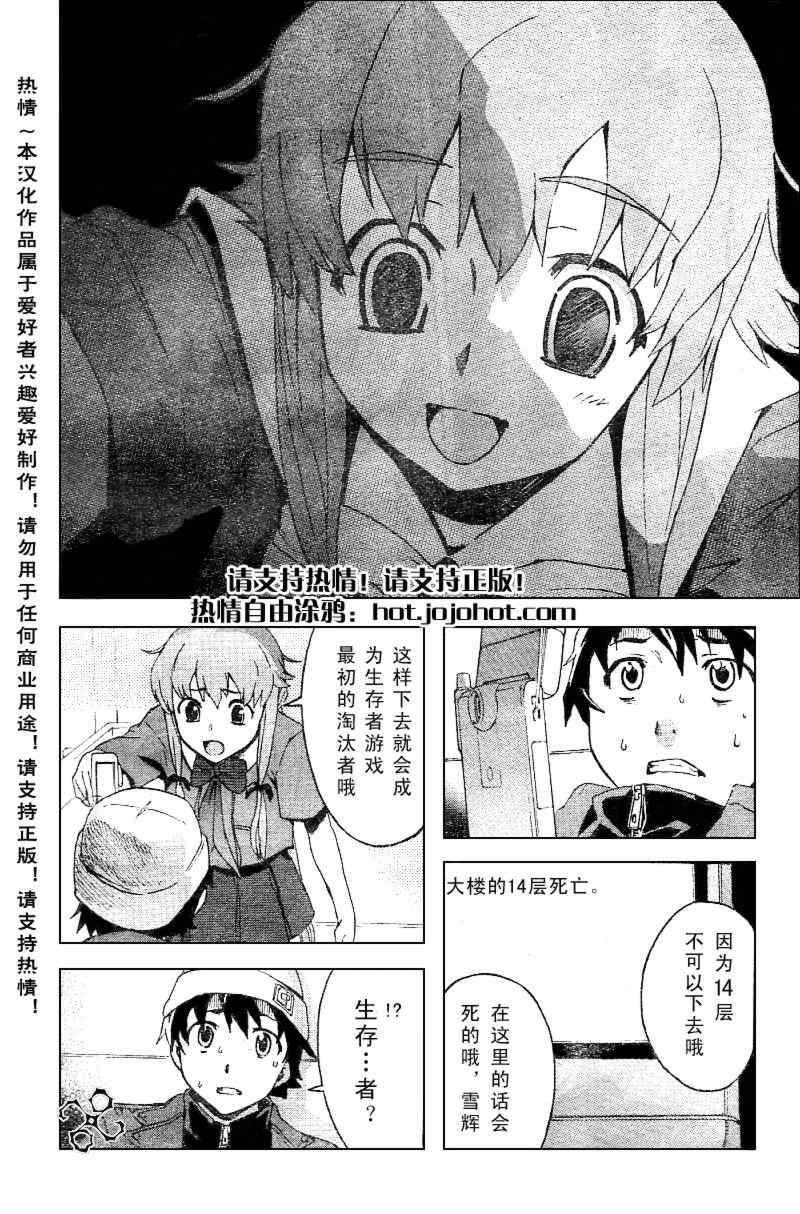 热情~本汉化作品属于爱好者兴趣爱好制作！请勿用于任何商业用途！请支持正版！请支持热情！
请支持热情！请支持正版！
热情自由涂鸦：hot.jojohot.com
大楼的14层死亡。
因为14层
不可以下去哦
在这里的话会
死的哦，雪辉
这样下去就会成
为生存者游戏
最初的淘汰者哦
!?
生存…者？